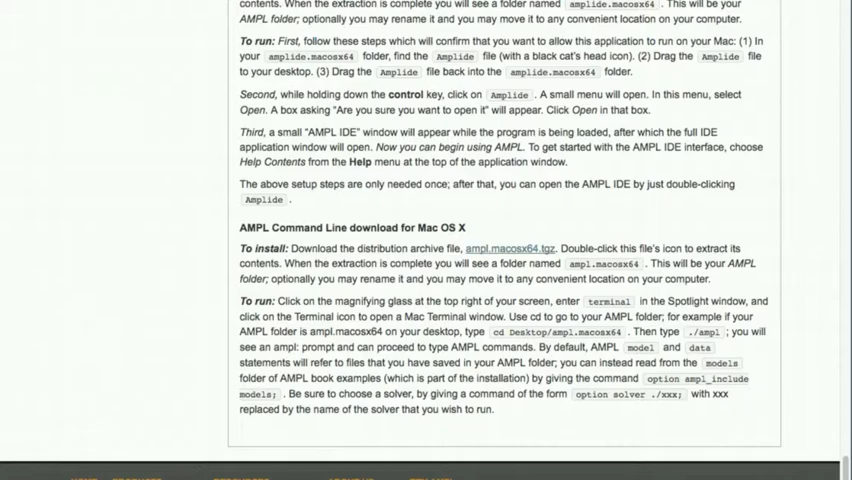 contents. When the extraction is complete you will see a folder named amplide.macosx64 . This will be your
AMPL folder; optionally you may rename it and you may move it to any convenient location on your computer.
To run: First, follow these steps which will confirm that you want to allow this application to run on your Mac: (1) In
your amplide.macosx64 folder, find the Amplide file (with a black cat's head icon). (2) Drag the Amplide file
to your desktop. (3) Drag the Amplide file back into the amplide.macosx64 folder.
Second, while holding down the control key, click on Amplide . A small menu will open. In this menu, select
Open. A box asking "Are you sure you want to open it" will appear. Click Open in that box.
Third, a small "AMPL IDE" window will appear while the program is being loaded, after which the full IDE
application window will open. Now you can begin using AMPL. To get started with the AMPL IDE interface, choose
Help Contents from the Help menu at the top of the application window.
The above setup steps are only needed once; after that, you can open the AMPL IDE by just double-clicking
Amplide .
AMPL Command Line download for Mac OS X
To install: Download the distribution archive file, ampl.macosx64.tgz. Double-click this file's icon to extract its
contents. When the extraction is complete you will see a folder named ampl.macosx64 . This will be your AMPL
folder; optionally you may rename it and you may move it to any convenient location on your computer.
To run: Click on the magnifying glass at the top right of your screen, enter terminal in the Spotlight window, and
click on the Terminal icon to open a Mac Terminal window. Use cd to go to your AMPL folder; for example if your
AMPL folder is ampl.macosx64 on your desktop, type cd Desktop/ampl.macosx64 . Then type ./ampl ; you will
see an ampl: prompt and can proceed to type AMPL commands. By default, AMPL model and data
statements will refer to files that you have saved in your AMPL folder; you can instead read from the models
folder of AMPL book examples (which is part of the installation) by giving the command option ampl_include
models; . Be sure to choose a solver, by giving a command of the form option solver ./xxx; with xxx
replaced by the name of the solver that you wish to run.